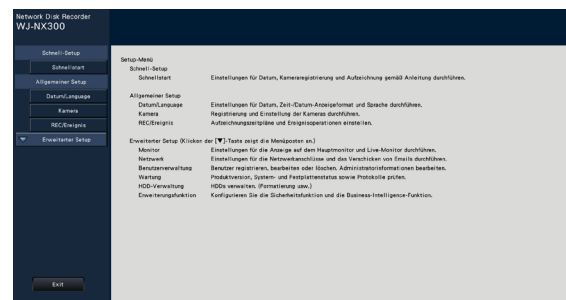 Network Disk Recorder
WJ-NX300
Schnell-Setup
Schnellstart
Allgemeiner Setup
Datum/Language
Kamera
REC/Ereignis
▼ Erweiterter Setup
Exit
Setup-Menü
Schnell-Setup
Schnellstart Einstellungen für Datum, Kameraregistrierung und Aufzeichnung gemäß Anleitung durchführen.
Allgemeiner Setup
Datum/Language Einstellungen für Datum, Zeit-/Datum-Anzeigeformat und Sprache durchführen.
Kamera Registrierung und Einstellung der Kameras durchführen.
REC/Ereignis Aufzeichnungszeitpläne und Ereignisoperationen einstellen.
Erweiterter Setup (Klicken der [▼]-Taste zeigt die Menüposten an.)
Monitor Einstellungen für die Anzeige auf dem Hauptmonitor und Live-Monitor durchführen.
Netzwerk Einstellungen für die Netzwerkanschlüsse und das Verschicken von Emails durchführen.
Benutzerverwaltung Benutzer registrieren, bearbeiten oder löschen. Administratorinformationen bearbeiten.
Wartung Produktversion, System- und Festplattenstatus sowie Protokolle prüfen.
HDD-Verwaltung HDDs verwalten. (Formatierung usw.)
Erweiterungsfunktion Konfigurieren Sie die Sicherheitsfunktion und die Business-Intelligence-Funktion.